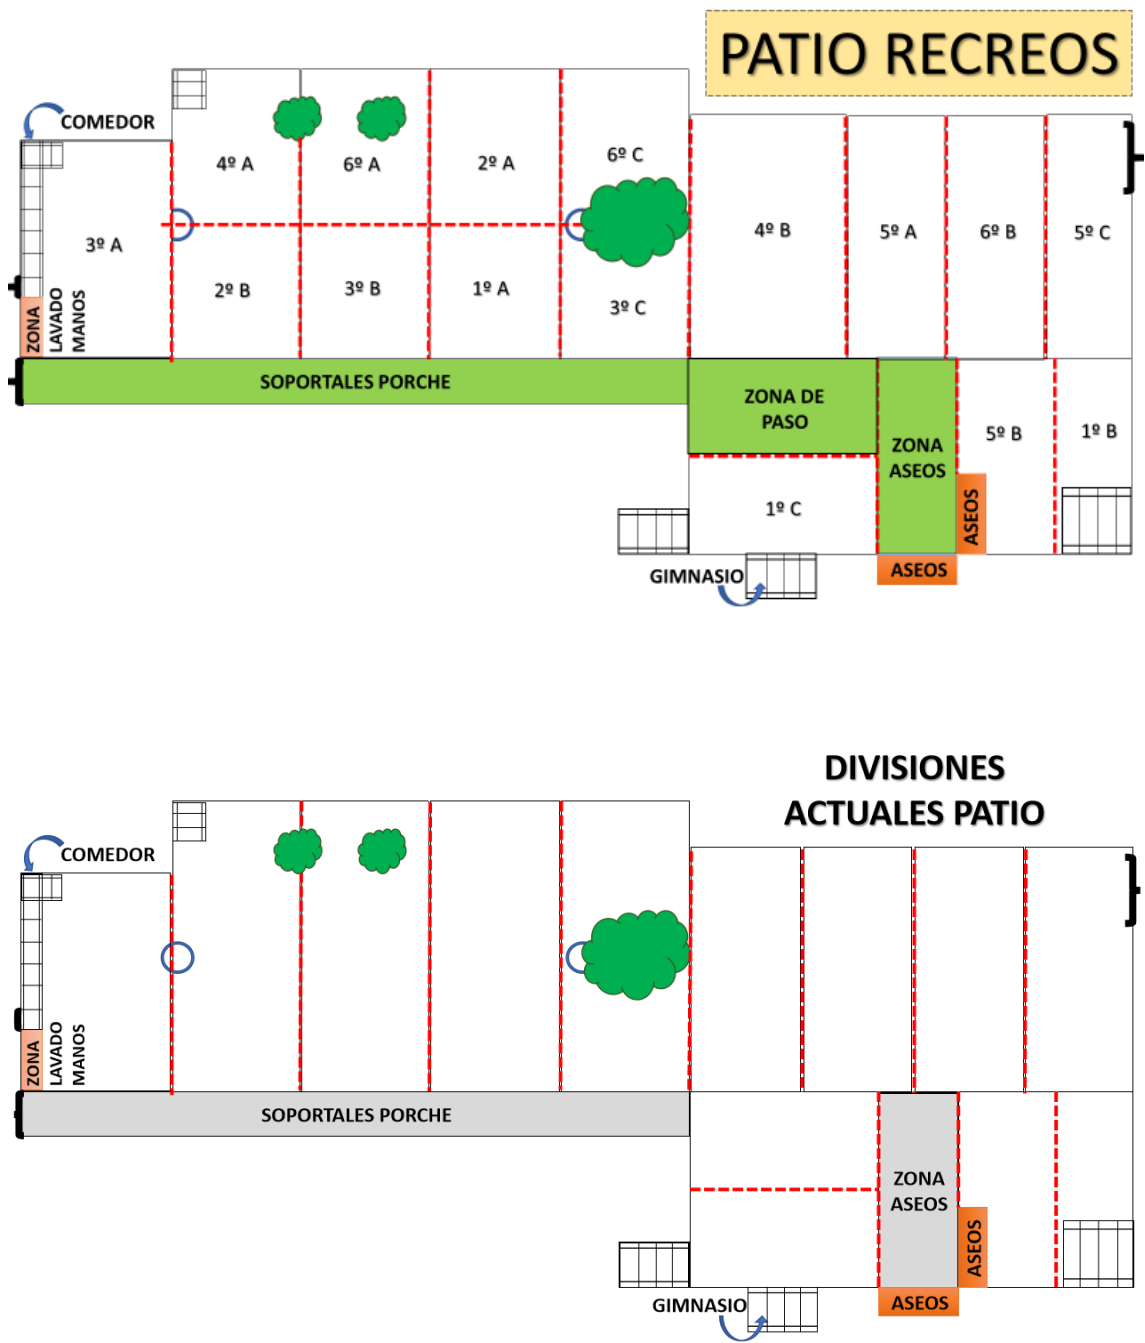 PATIO RECREOS
COMEDOR
4º A
6º A
2º A
6º C
3º A
4º B
5º A
6º B
5º C
2º B
3º B
1º A
3º C
ZONA
LAVADO
MANOS
SOPORTALES PORCHE
ZONA DE
PASO
ZONA
ASEOS
5º B
1º B
1º C
ASEOS
ASEOS
GIMNASIO
DIVISIONES
ACTUALES PATIO
COMEDOR
ZONA
LAVADO
MANOS
SOPORTALES PORCHE
ZONA
ASEOS
ASEOS
ASEOS
GIMNASIO